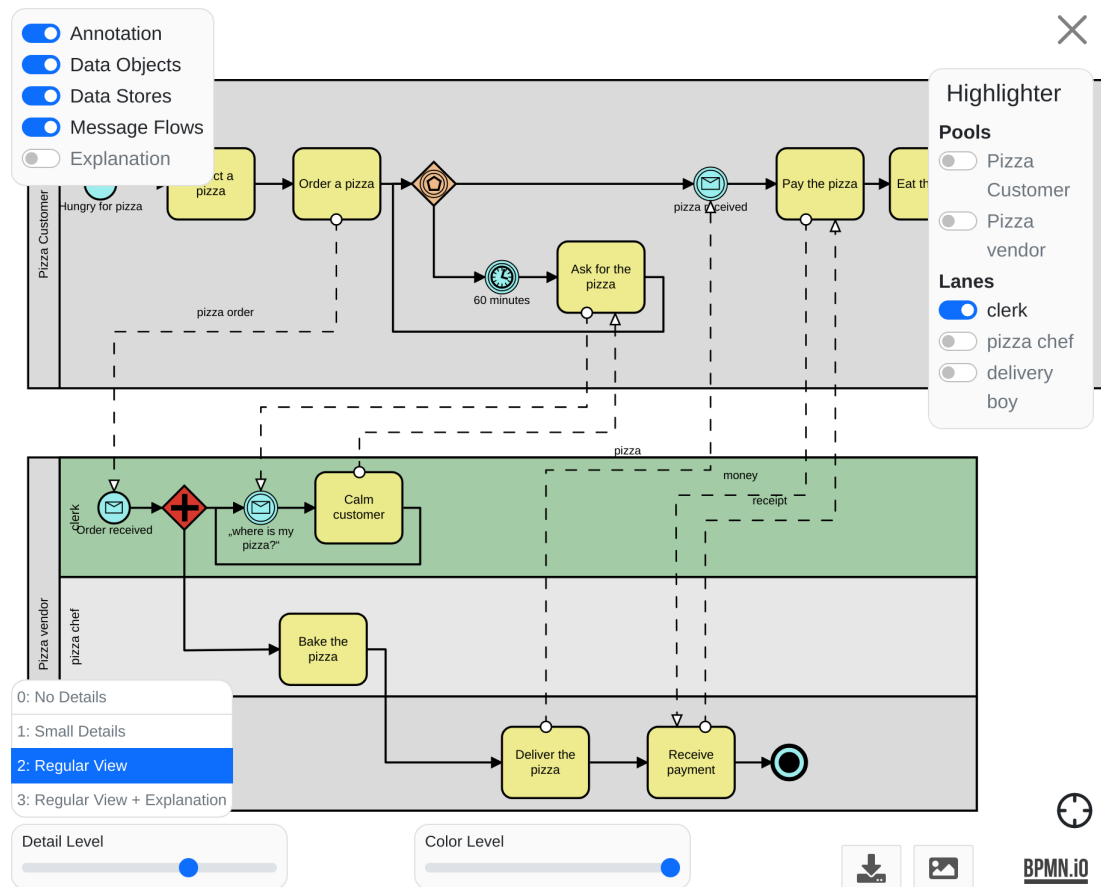 Annotation
Data Objects
Data Stores
Message Flows
Explanation
Highlighter
Pools
Pizza
Customer
Pizza
vendor
Lanes
clerk
pizza chef
delivery
boy
Pizza Customer
Hungry for pizza
ct a
pizza
Order a pizza
60 minutes
Ask for the
pizza
pizza received
Pay the pizza
Eat th
pizza order
pizza
money
receipt
Pizza vendor
clerk
Order received
„where is my
pizza?“
Calm
customer
pizza chef
Bake the
pizza
Deliver the
pizza
Receive
payment
0: No Details
1: Small Details
2: Regular View
3: Regular View + Explanation
Detail Level
Color Level
BPMN.iO